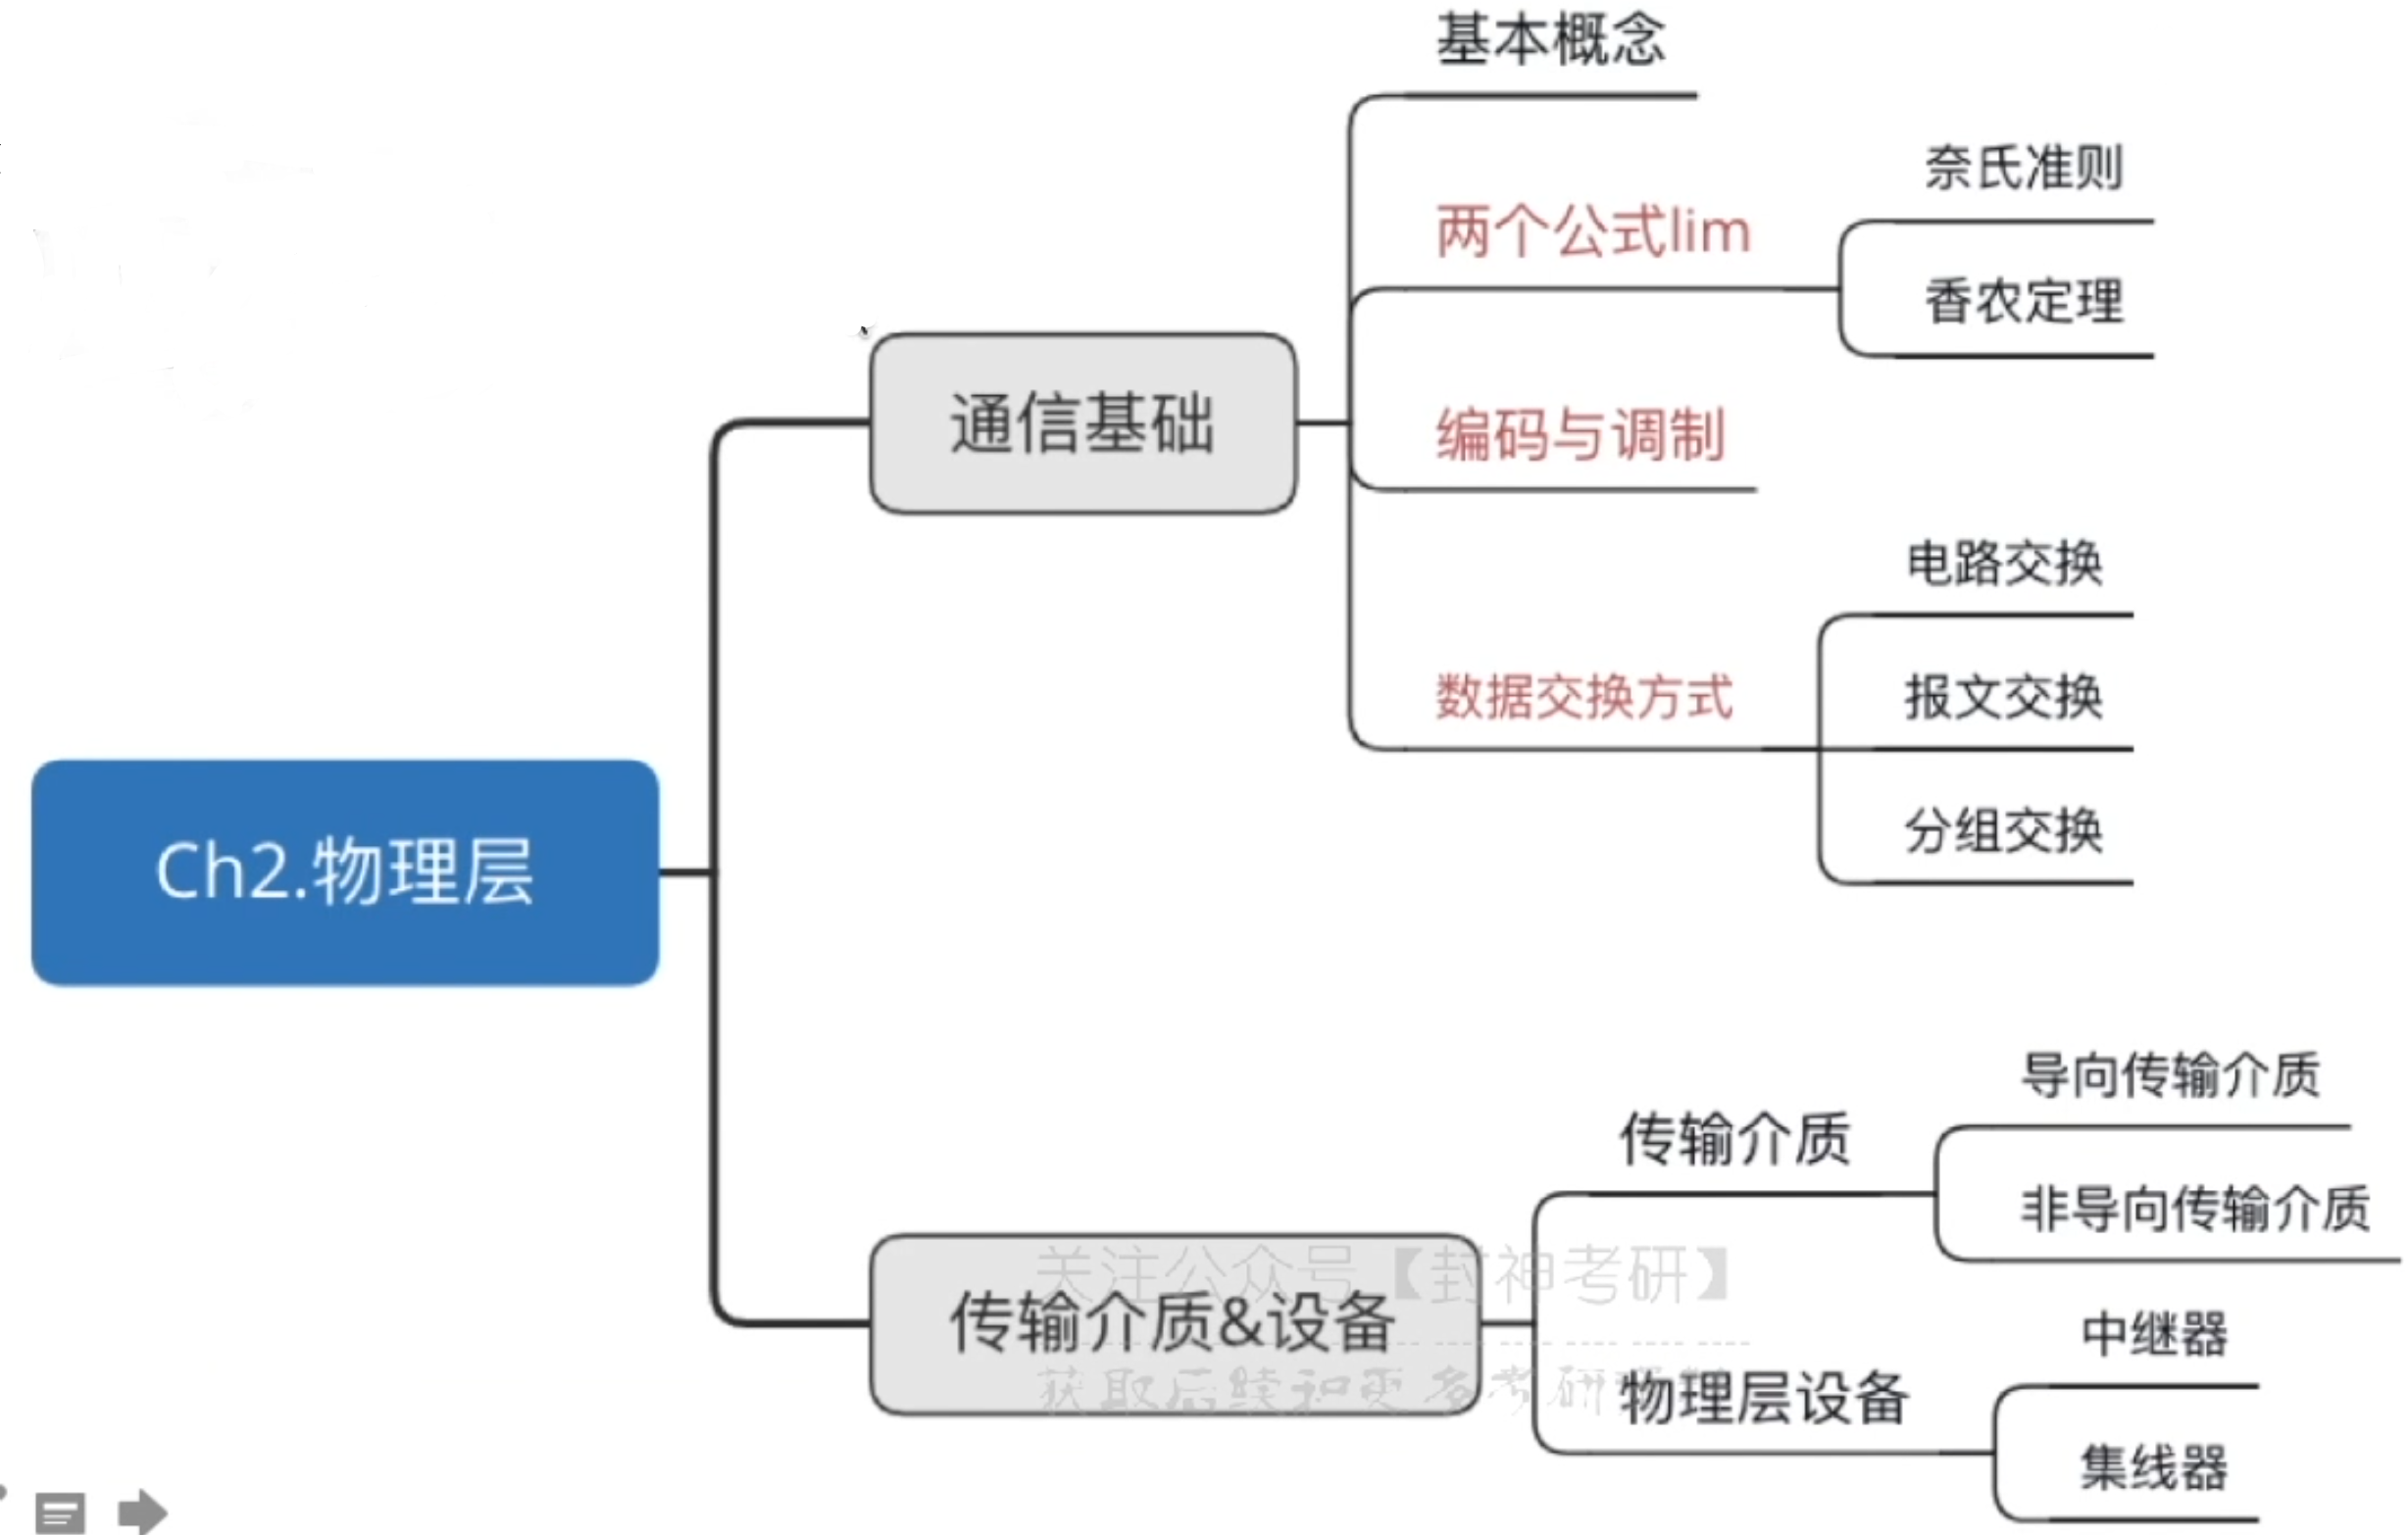 基本概念
奈氏准则
两个公式lim
香农定理
通信基础
编码与调制
电路交换
数据交换方式
报文交换
分组交换
Ch2.物理层
导向传输介质
传输介质
非导向传输介质
关注公众号【封神考研】
传输介质&设备
中继器
获取后续和更多考研
物理层设备
集线器